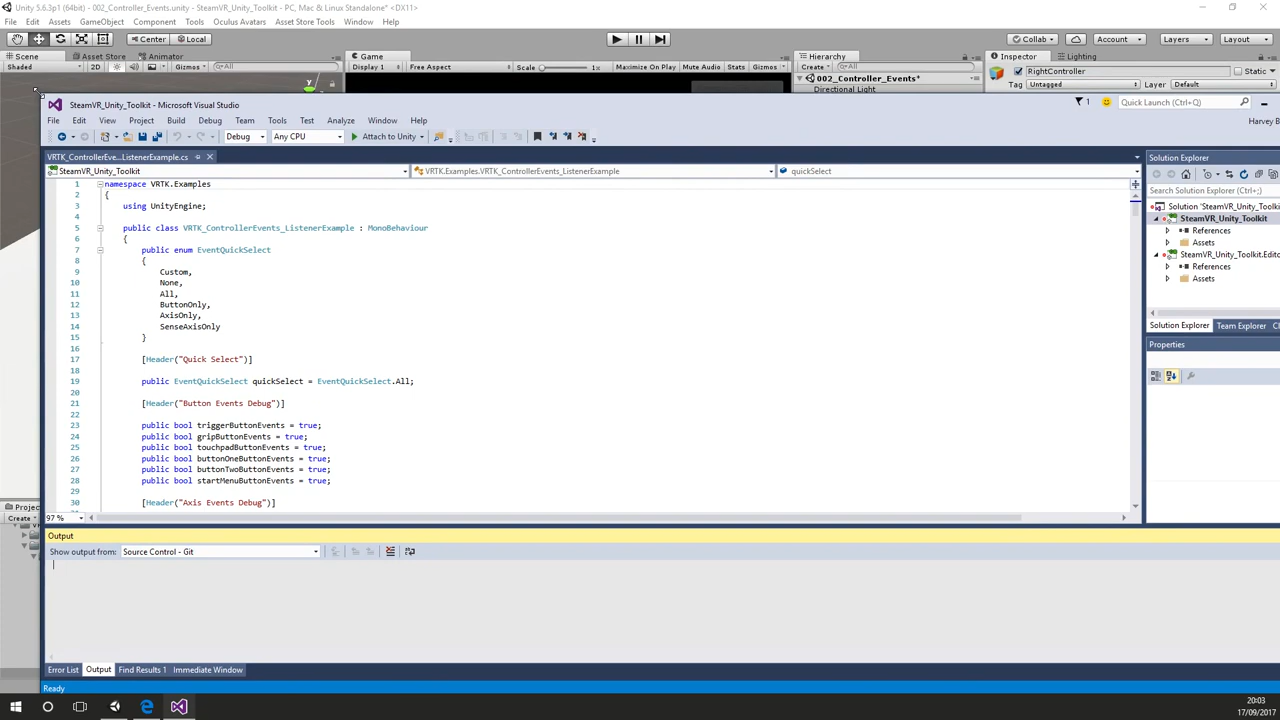 Unity 5.6.3p1 (64bit) - 002_Controller_Events.unity - SteamVR_Unity_Toolkit - PC, Mac & Linux Standalone* <DX11>
File Edit Assets GameObject Component Tools Oculus Avatars Asset Store Tools Window Help
Center Local Collab Account Layers Layout
Scene Asset Store Animator Game Hierarchy Inspector Lighting
Shaded 2D Gizmos All Display 1 Free Aspect Scale 1x Maximize On Play Mute Audio Stats Gizmos Create All RightController Static
002_Controller_Events* Tag Untagged Layer Default
Directional Light
SteamVR_Unity_Toolkit - Microsoft Visual Studio Quick Launch (Ctrl+Q)
File Edit View Project Build Debug Team Tools Test Analyze Window Help Harvey B
Debug Any CPU Attach to Unity
VRTK_ControllerEve...ListenerExample.cs Solution Explorer
SteamVR_Unity_Toolkit VRTK.Examples.VRTK_ControllerEvents_ListenerExample quickSelect
1 namespace VRTK.Examples
2 {
3 using UnityEngine;
4
5 public class VRTK_ControllerEvents_ListenerExample : MonoBehaviour
6 {
7 public enum EventQuickSelect
8 {
9 Custom,
10 None,
11 All,
12 ButtonOnly,
13 AxisOnly,
14 SenseAxisOnly
15 }
16
17 [Header("Quick Select")]
18
19 public EventQuickSelect quickSelect = EventQuickSelect.All;
20
21 [Header("Button Events Debug")]
22
23 public bool triggerButtonEvents = true;
24 public bool gripButtonEvents = true;
25 public bool touchpadButtonEvents = true;
26 public bool buttonOneButtonEvents = true;
27 public bool buttonTwoButtonEvents = true;
28 public bool startMenuButtonEvents = true;
29
30 [Header("Axis Events Debug")]
97 %
Search Solution Explorer (Ctrl+;)
Solution 'SteamVR_Unity_Toolki
SteamVR_Unity_Toolkit
References
Assets
SteamVR_Unity_Toolkit.Edito
References
Assets
Solution Explorer Team Explorer Cl
Properties
Project
Create
Output
Show output from: Source Control - Git
Error List Output Find Results 1 Immediate Window
Ready
20:03
17/09/2017